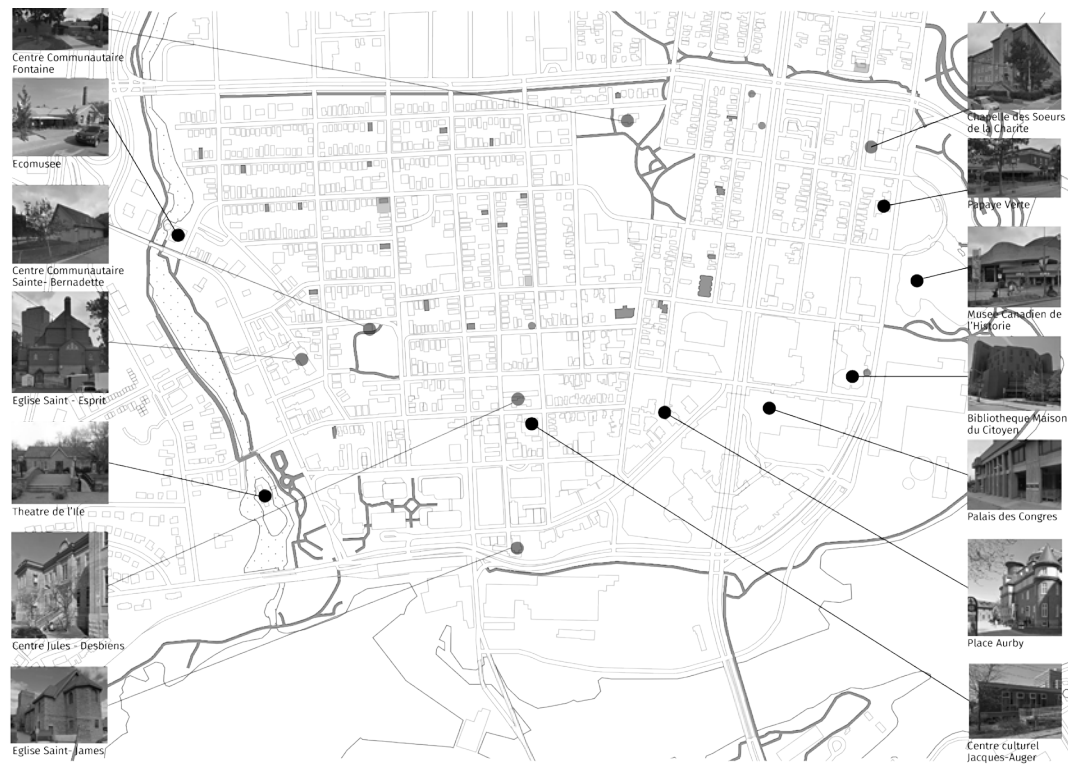 Centre Communautaire
Fontaine
Ecomusee
Centre Communautaire
Sainte- Bernadette
Eglise Saint - Esprit
Theatre de l'Ile
Centre Jules - Desbiens
Eglise Saint-James
Chapelle des Soeurs
de la Charite
Papaye Verte
Musee Canadien de
l'Historie
Bibliotheque Maison
du Citoyen
Palais des Congres
Place Aurby
Centre culturel
Jacques-Auger